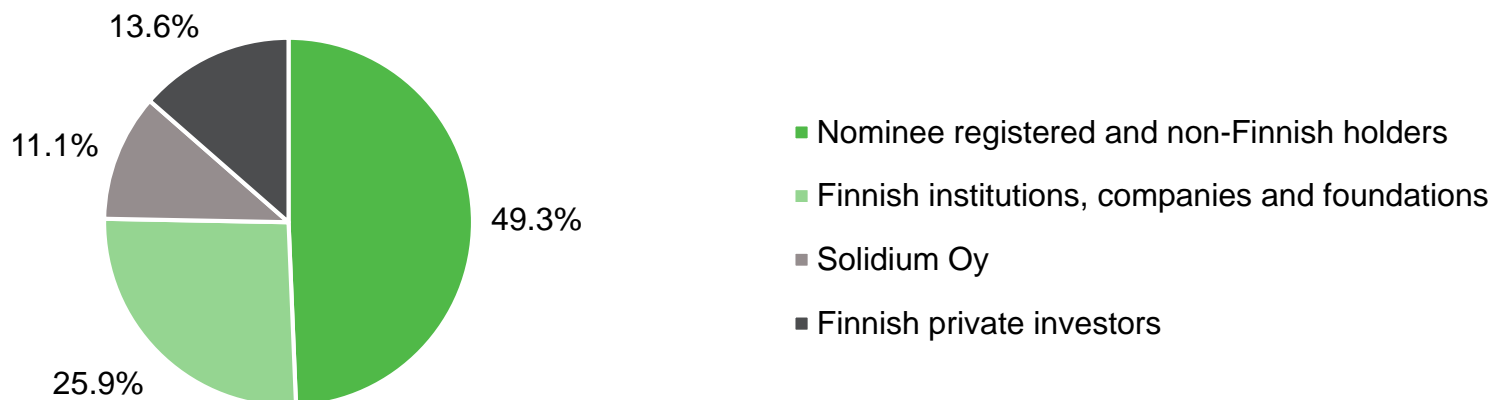 13.6%
11.1%
49.3%
25.9%
Nominee registered and non-Finnish holders
Finnish institutions, companies and foundations
Solidium Oy
Finnish private investors